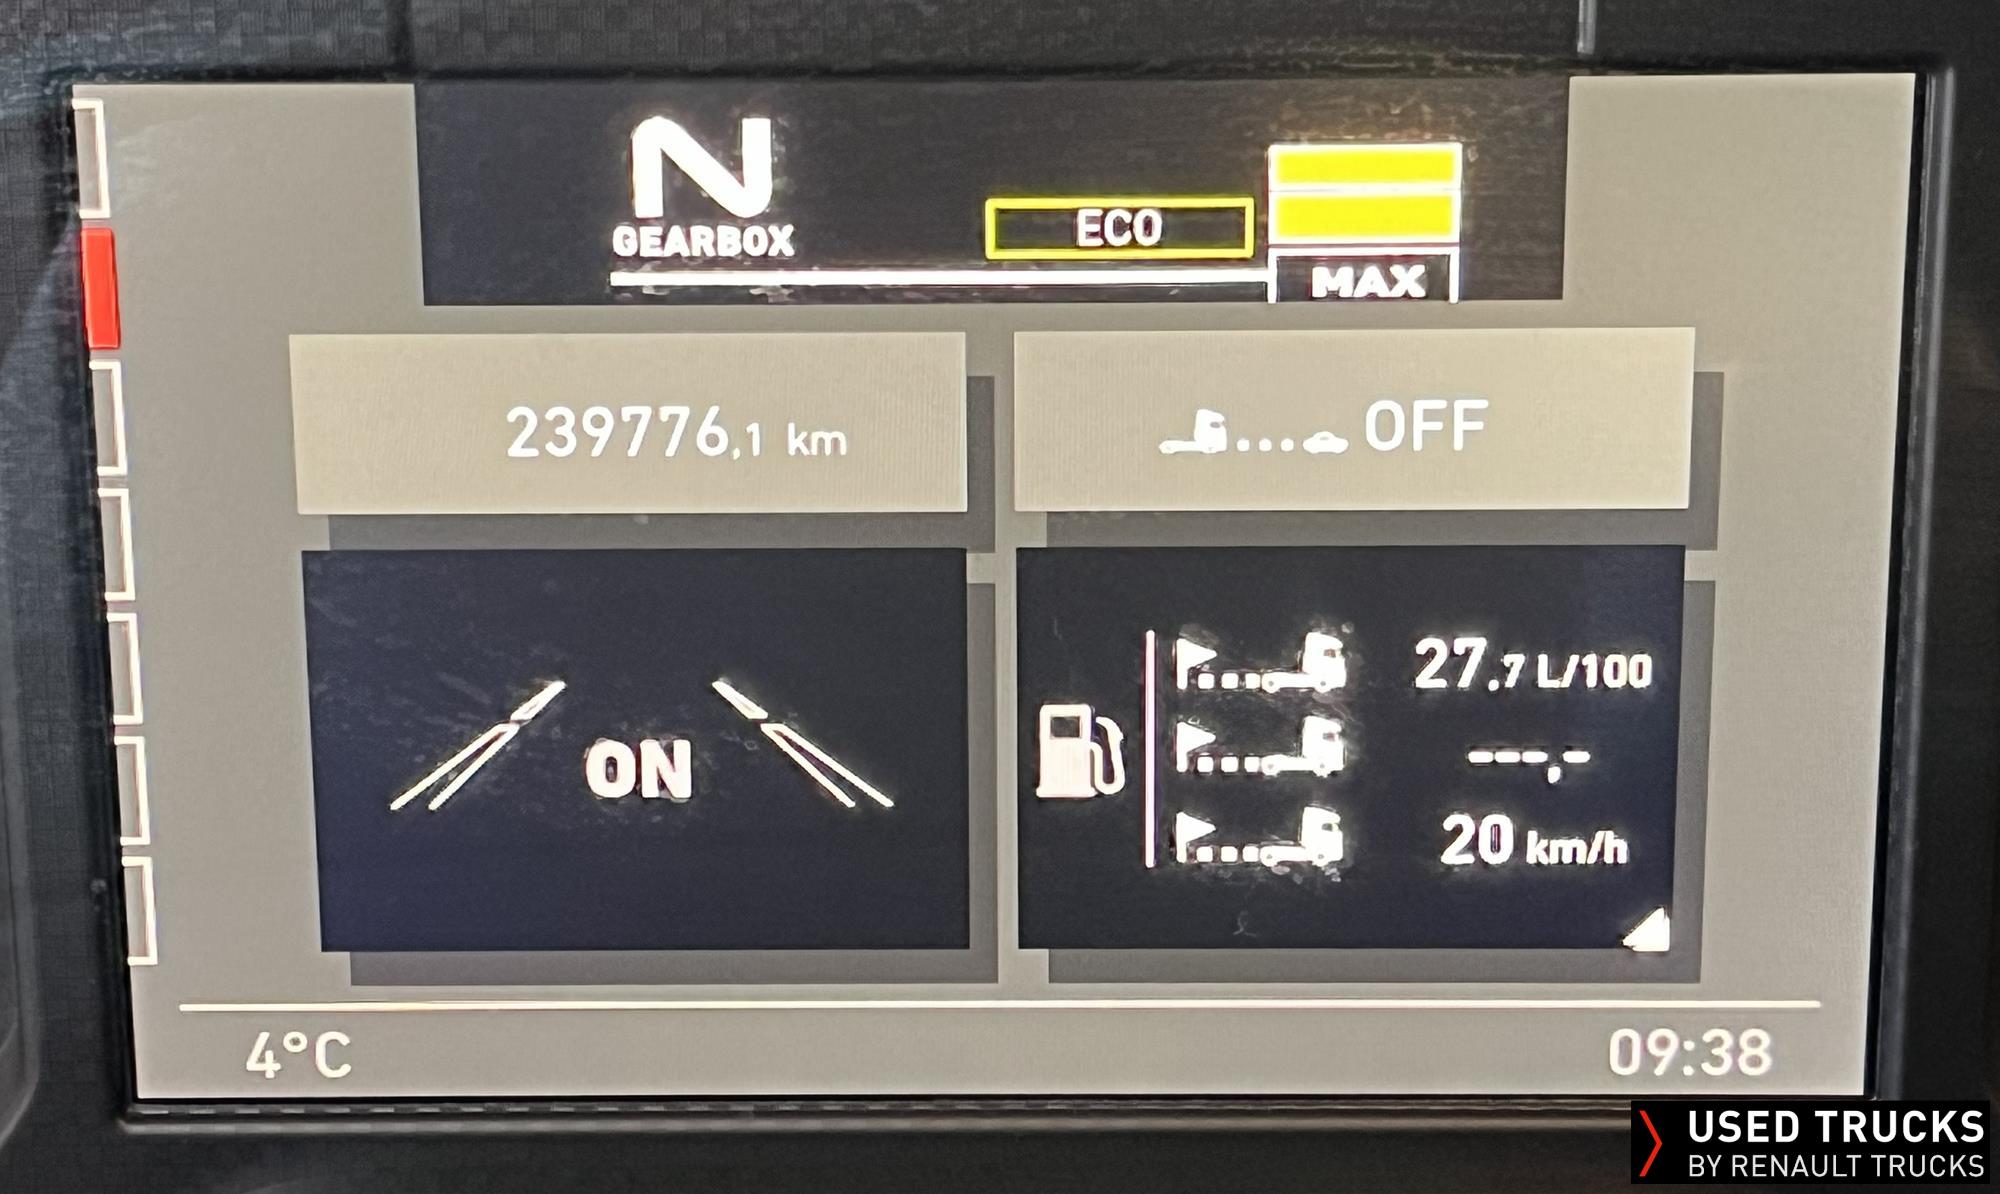 N
GEARBOX
ECO
MAX
239776,1 km
OFF
ON
27,7 L/100
---,-
20 km/h
4°C
09:38
USED TRUCKS
BY RENAULT TRUCKS